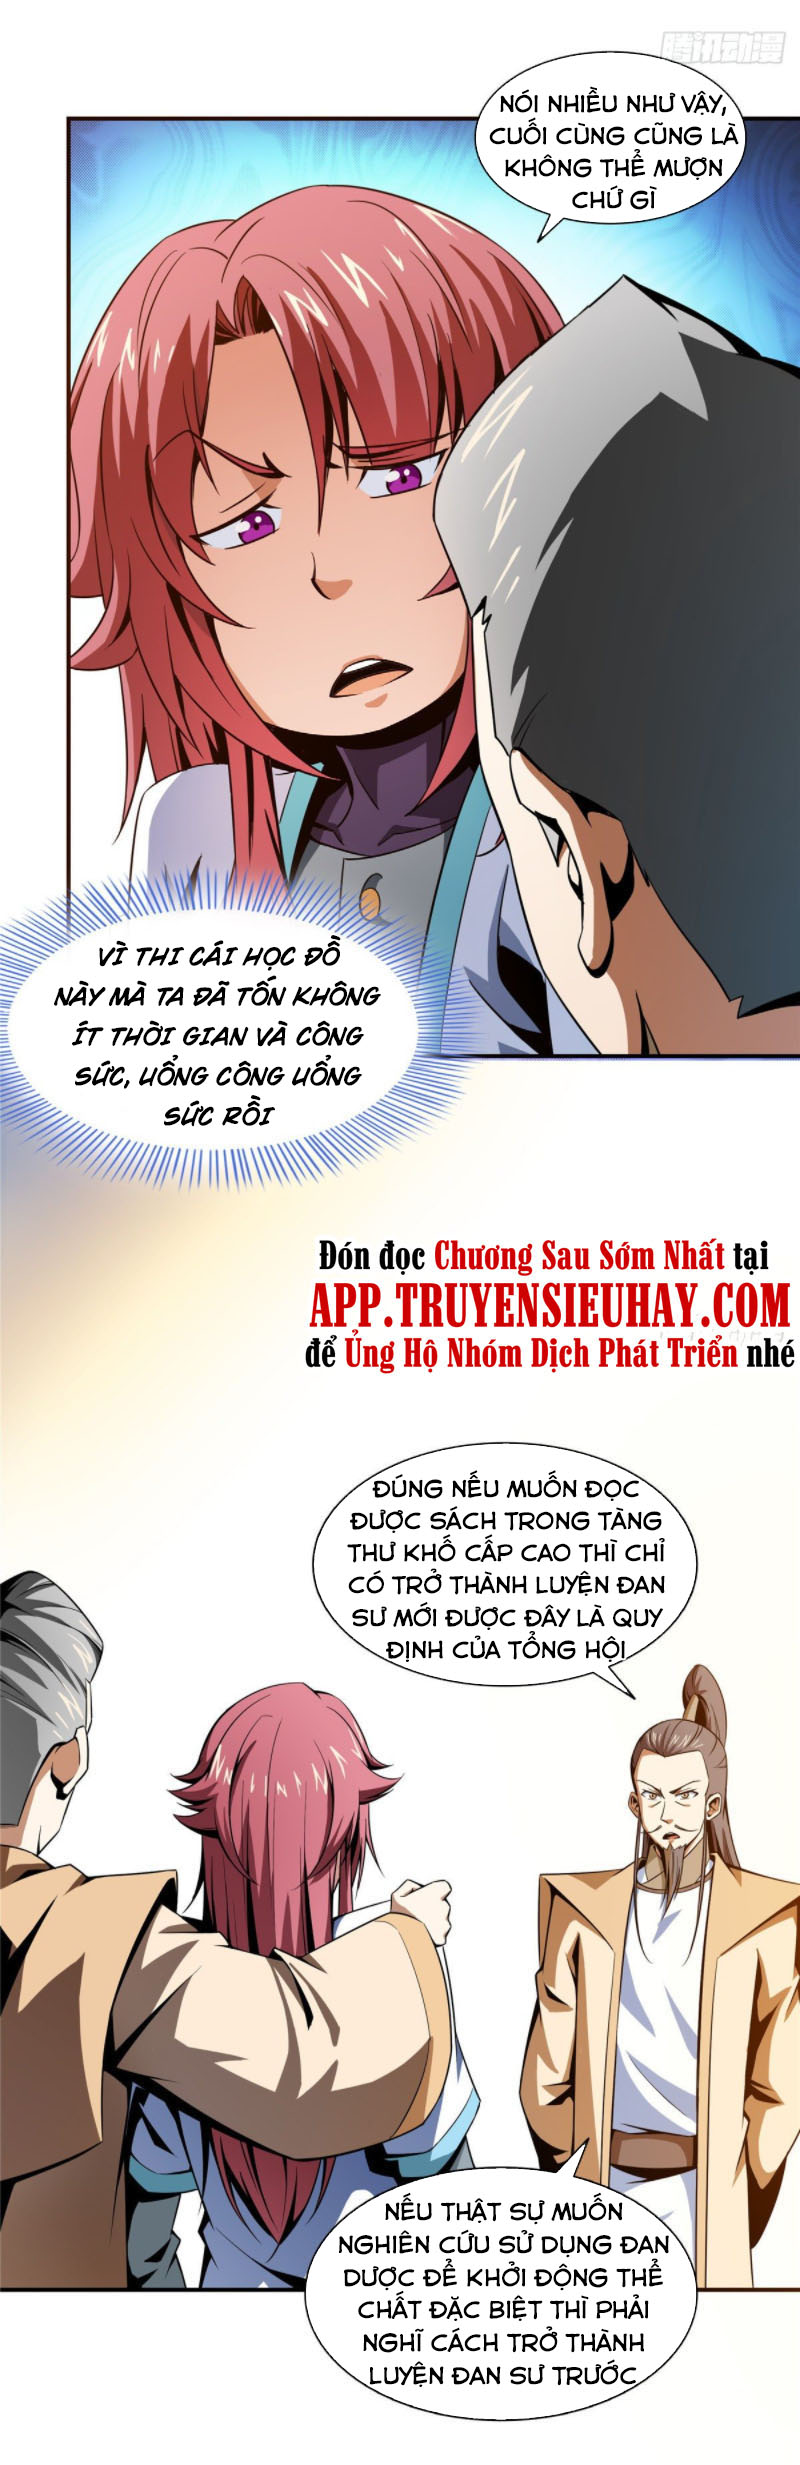 腾讯动漫
NÓI NHIỀU NHƯ VẬY,
CUỐI CÙNG CŨNG LÀ
KHÔNG THỂ MƯỢN
CHỨ GÌ
VÌ THI CÁI HỌC ĐỒ
NÀY MÀ TA ĐÃ TỐN KHÔNG
ÍT THỜI GIAN VÀ CÔNG
SỨC, UỔNG CÔNG UỔNG
SỨC RỒI
Đón đọc Chương Sau Sớm Nhất tại
APP.TRUYENSIEUHAY.COM
để Ủng Hộ Nhóm Dịch Phát Triển nhé
ĐÚNG NẾU MUỐN ĐỌC
ĐƯỢC SÁCH TRONG TÀNG
THƯ KHỐ CẤP CAO THÌ CHỈ
CÓ TRỞ THÀNH LUYỆN ĐAN
SƯ MỚI ĐƯỢC ĐÂY LÀ QUY
ĐỊNH CỦA TỔNG HỘI
NẾU THẬT SỰ MUỐN
NGHIÊN CỨU SỬ DỤNG ĐAN
DƯỢC ĐỂ KHỞI ĐỘNG THỂ
CHẤT ĐẶC BIỆT THÌ PHẢI
NGHĨ CÁCH TRỞ THÀNH
LUYỆN ĐAN SƯ TRƯỚC